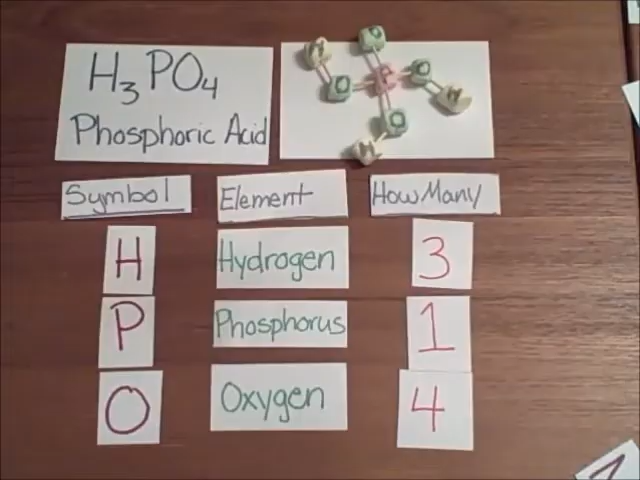 H₃PO₄
Phosphoric Acid
H O O P O O H H
Symbol Element How Many
H Hydrogen 3
P Phosphorus 1
O Oxygen 4